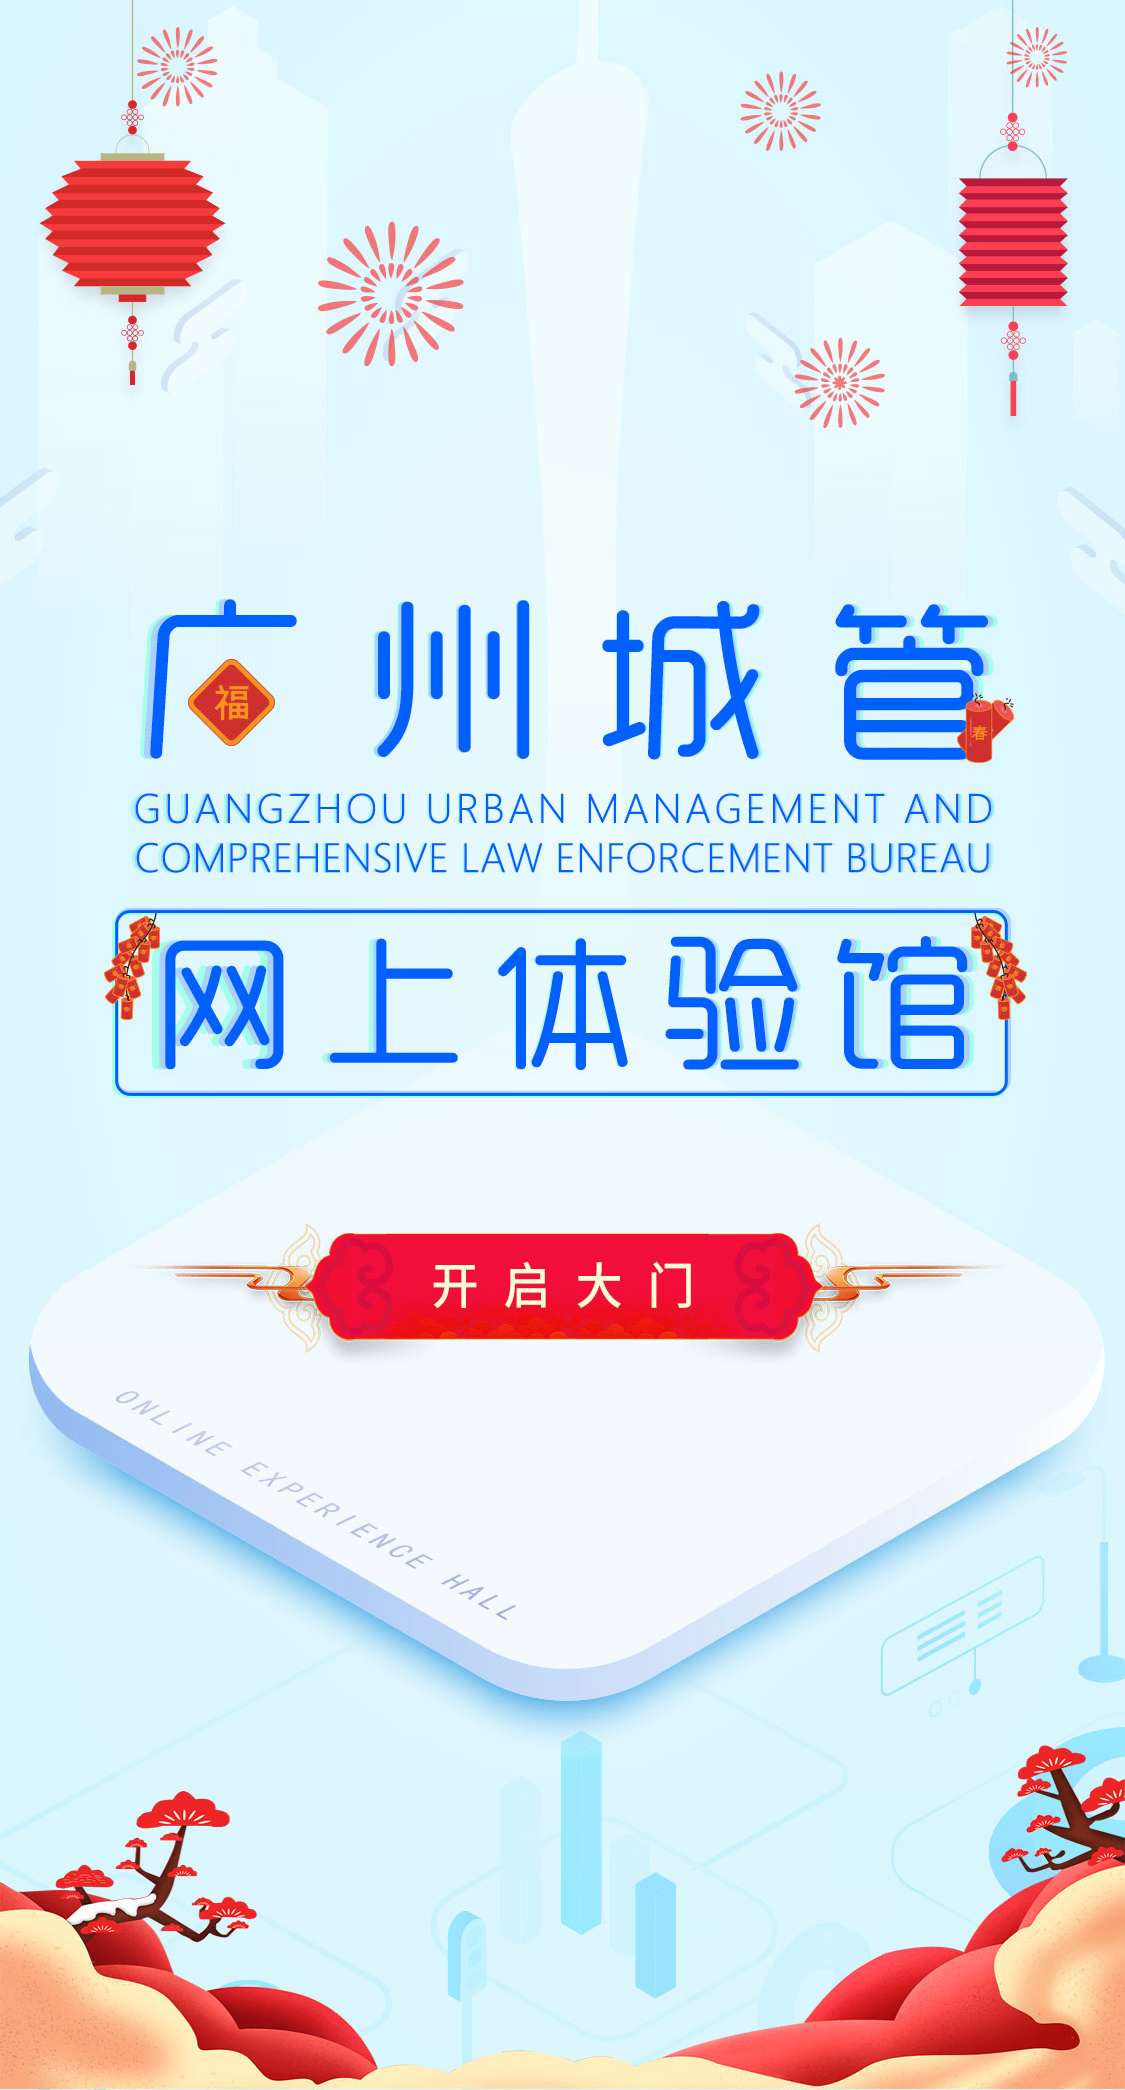 广州城管
福
春
GUANGZHOU URBAN MANAGEMENT AND
COMPREHENSIVE LAW ENFORCEMENT BUREAU
网上体验馆
开启大门
ONLINE EXPERIENCE HALL